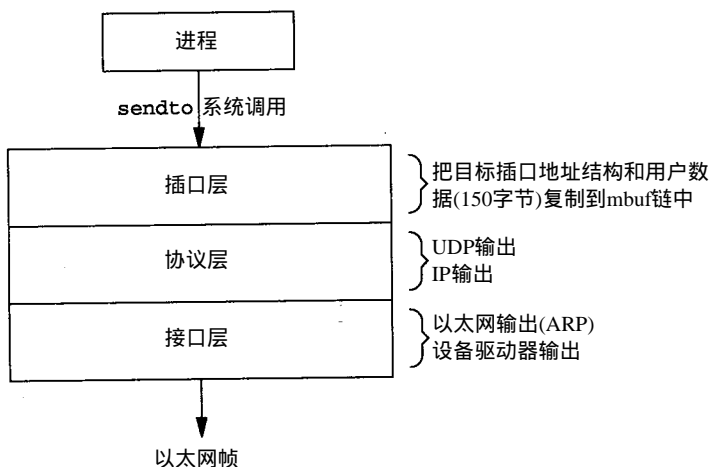 进程
sendto 系统调用
插口层
把目标插口地址结构和用户数
据(150字节)复制到mbuf链中
协议层
UDP输出
IP输出
接口层
以太网输出(ARP)
设备驱动器输出
以太网帧